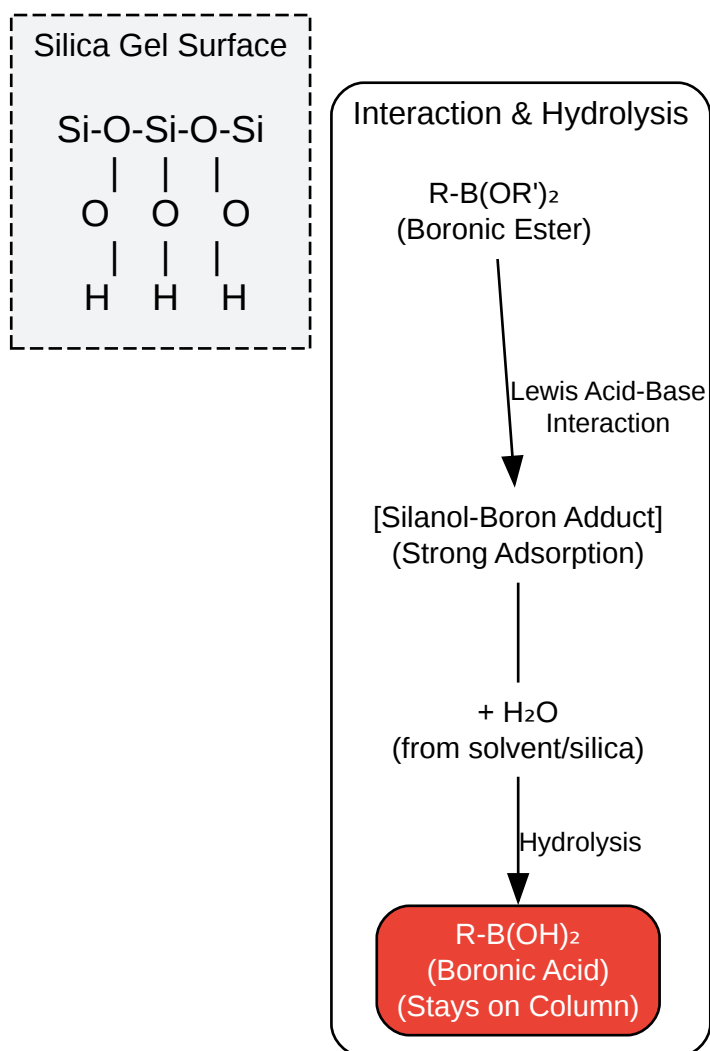 Silica Gel Surface
Si-O-Si-O-Si
| | |
O O O
| | |
H H H
Interaction & Hydrolysis
R-B(OR')₂
(Boronic Ester)
Lewis Acid-Base
Interaction
[Silanol-Boron Adduct]
(Strong Adsorption)
+ H₂O
(from solvent/silica)
Hydrolysis
R-B(OH)₂
(Boronic Acid)
(Stays on Column)